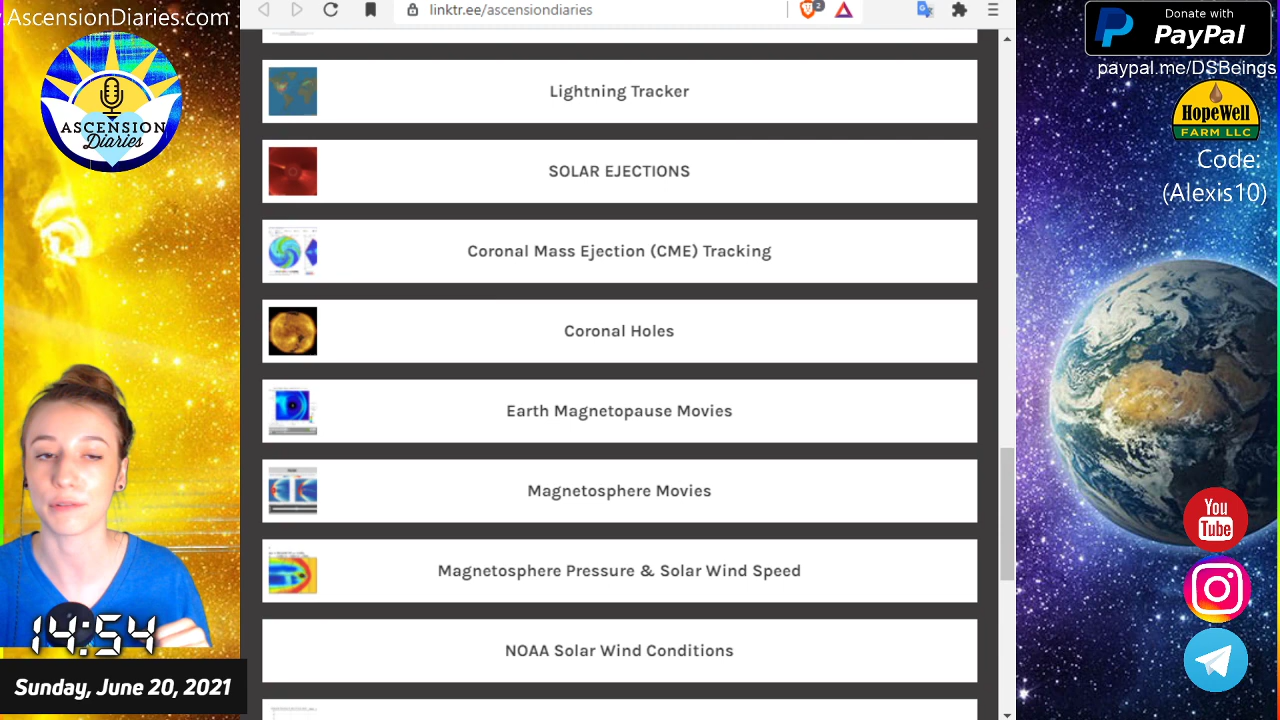 AscensionDiaries.com
ASCENSION
Diaries
14:54
Sunday, June 20, 2021
linktr.ee/ascensiondiaries
2
Lightning Tracker
SOLAR EJECTIONS
Coronal Mass Ejection (CME) Tracking
Coronal Holes
Earth Magnetopause Movies
Magnetosphere Movies
Magnetosphere Pressure & Solar Wind Speed
NOAA Solar Wind Conditions
Donate with
PayPal
paypal.me/DSBeings
HopeWell
FARM LLC
Code:
(Alexis10)
You
Tube